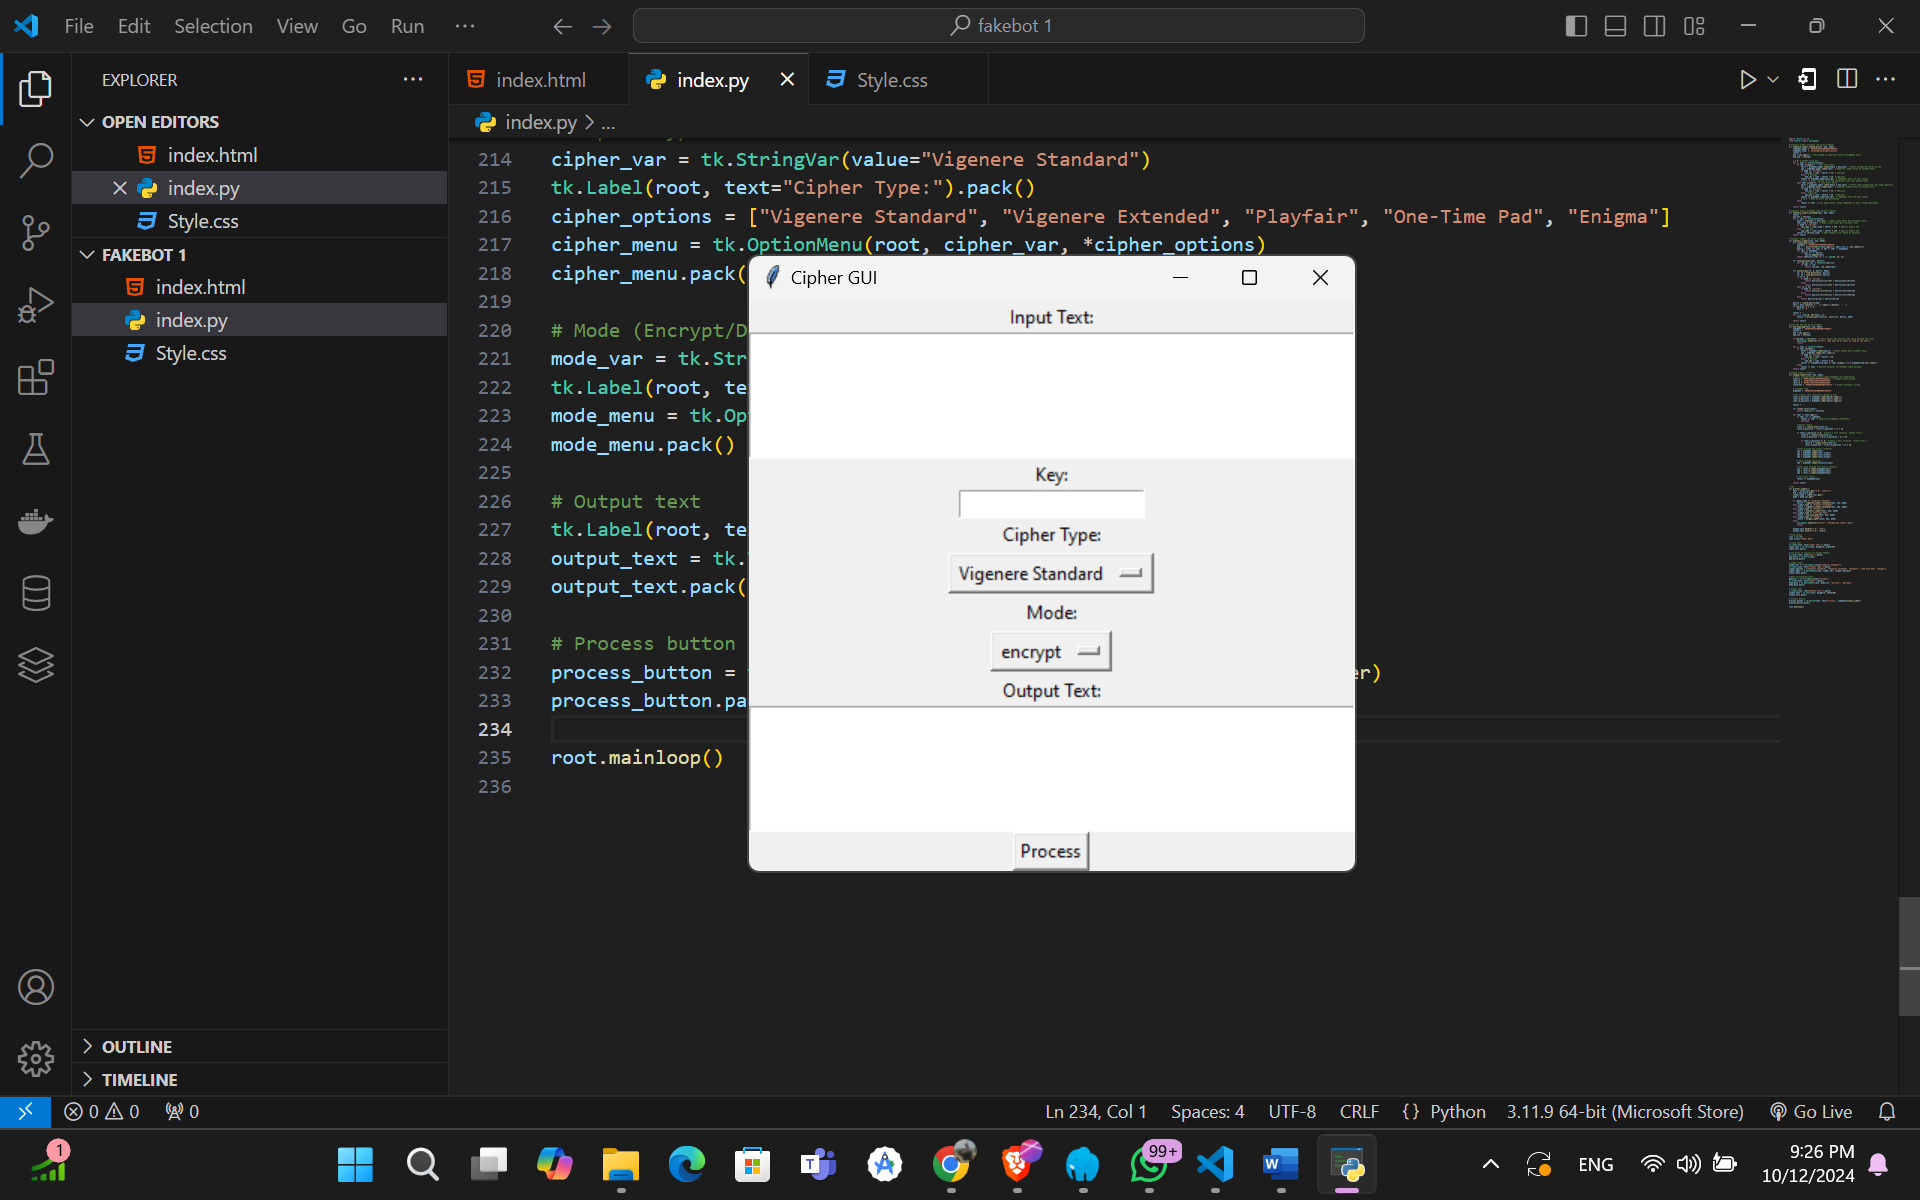 File Edit Selection View Go Run ...
fakebot 1
EXPLORER
OPEN EDITORS
index.html
index.py
Style.css
FAKEBOT 1
index.html
index.py
Style.css
OUTLINE
TIMELINE
index.html index.py Style.css
index.py > ...
214 cipher_var = tk.StringVar(value="Vigenere Standard")
215 tk.Label(root, text="Cipher Type:").pack()
216 cipher_options = ["Vigenere Standard", "Vigenere Extended", "Playfair", "One-Time Pad", "Enigma"]
217 cipher_menu = tk.OptionMenu(root, cipher_var, *cipher_options)
218 cipher_menu.pack(
219
220 # Mode (Encrypt/D
221 mode_var = tk.Str
222 tk.Label(root, te
223 mode_menu = tk.Op
224 mode_menu.pack()
225
226 # Output text
227 tk.Label(root, te
228 output_text = tk.
229 output_text.pack(
230
231 # Process button
232 process_button = er)
233 process_button.pa
234
235 root.mainloop()
236
Cipher GUI
Input Text:
Key:
Cipher Type:
Vigenere Standard
Mode:
encrypt
Output Text:
Process
0 0 0
Ln 234, Col 1 Spaces: 4 UTF-8 CRLF {} Python 3.11.9 64-bit (Microsoft Store) Go Live
1
99+
ENG
9:26 PM
10/12/2024